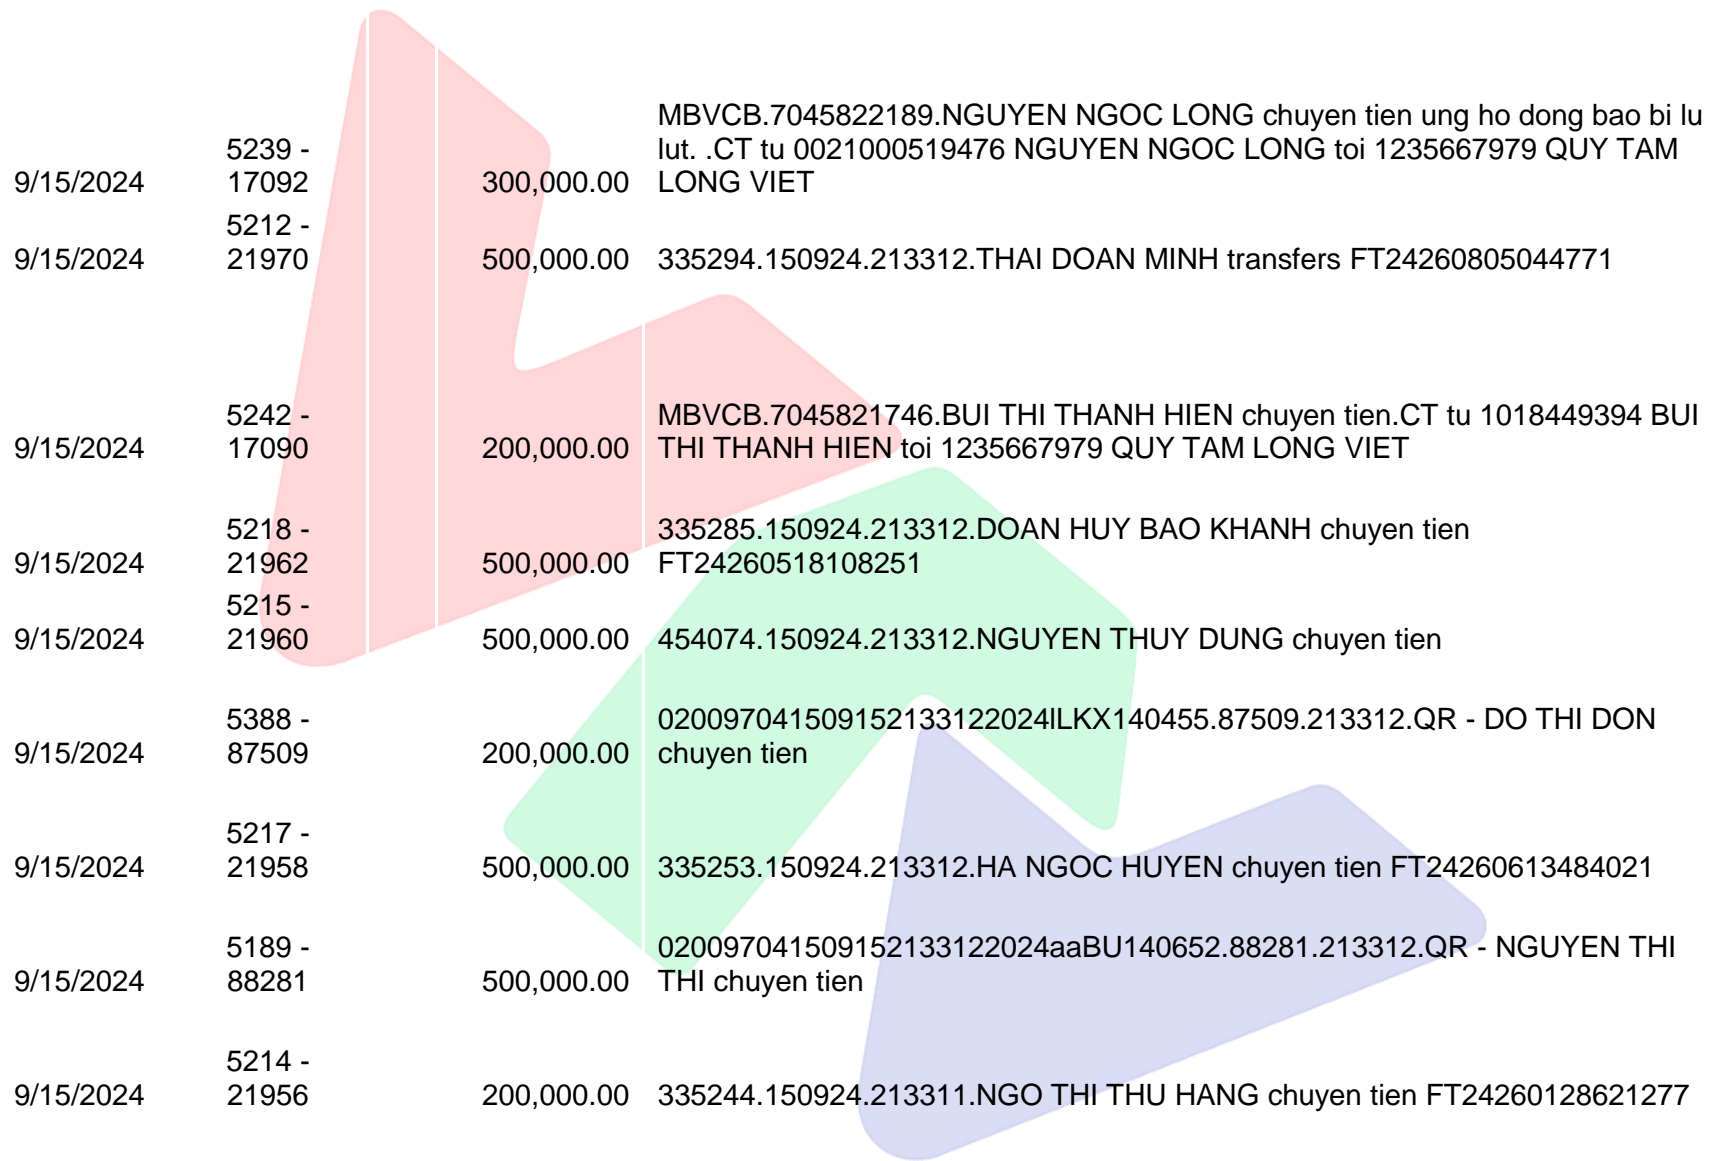 MBVCB.7045822189.NGUYEN NGOC LONG chuyen tien ung ho dong bao bi lu
5239 - lut. .CT tu 0021000519476 NGUYEN NGOC LONG toi 1235667979 QUY TAM
9/15/2024 17092 300,000.00 LONG VIET
5212 -
9/15/2024 21970 500,000.00 335294.150924.213312.THAI DOAN MINH transfers FT24260805044771
5242 - MBVCB.7045821746.BUI THI THANH HIEN chuyen tien.CT tu 1018449394 BUI
9/15/2024 17090 200,000.00 THI THANH HIEN toi 1235667979 QUY TAM LONG VIET
5218 - 335285.150924.213312.DOAN HUY BAO KHANH chuyen tien
9/15/2024 21962 500,000.00 FT24260518108251
5215 -
9/15/2024 21960 500,000.00 454074.150924.213312.NGUYEN THUY DUNG chuyen tien
5388 - 020097041509152133122024ILKX140455.87509.213312.QR - DO THI DON
9/15/2024 87509 200,000.00 chuyen tien
5217 -
9/15/2024 21958 500,000.00 335253.150924.213312.HA NGOC HUYEN chuyen tien FT24260613484021
5189 - 020097041509152133122024aaBU140652.88281.213312.QR - NGUYEN THI
9/15/2024 88281 500,000.00 THI chuyen tien
5214 -
9/15/2024 21956 200,000.00 335244.150924.213311.NGO THI THU HANG chuyen tien FT24260128621277